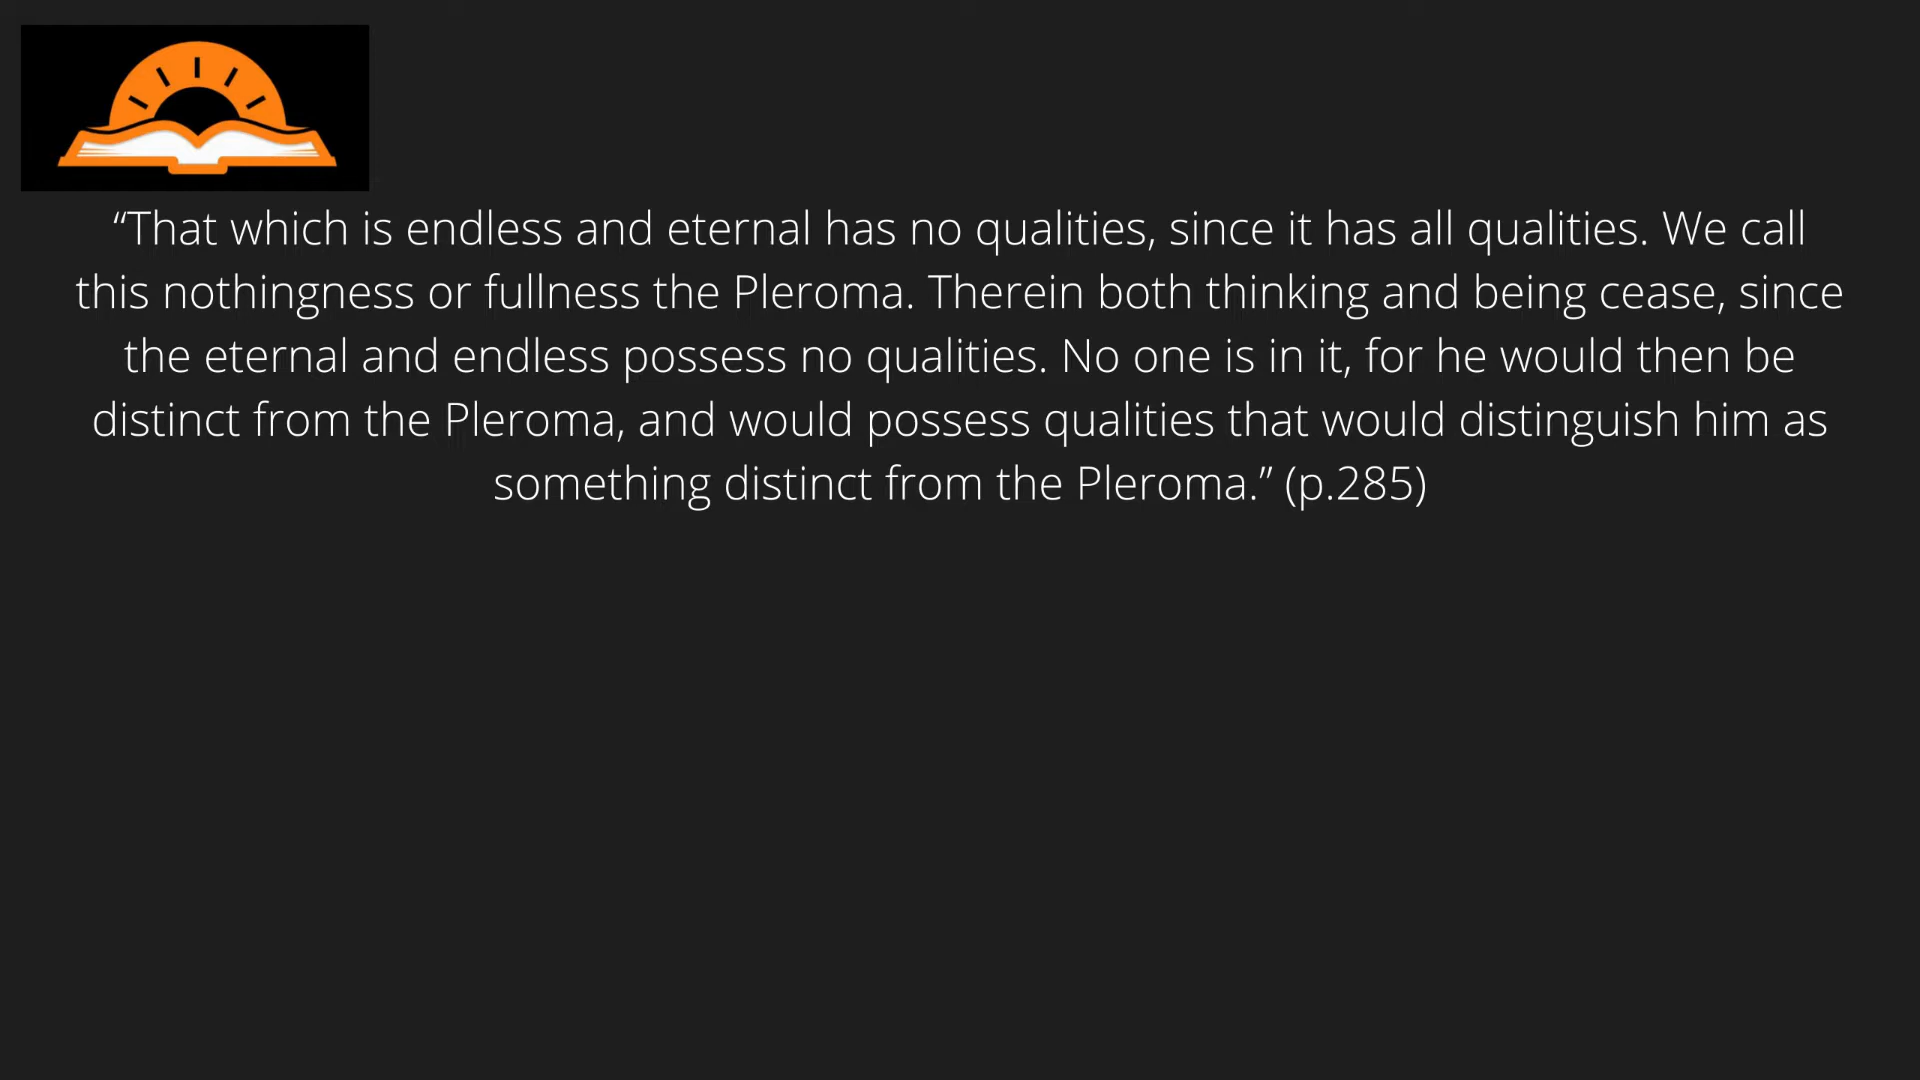 “That which is endless and eternal has no qualities, since it has all qualities. We call
this nothingness or fullness the Pleroma. Therein both thinking and being cease, since
the eternal and endless possess no qualities. No one is in it, for he would then be
distinct from the Pleroma, and would possess qualities that would distinguish him as
something distinct from the Pleroma.” (p.285)